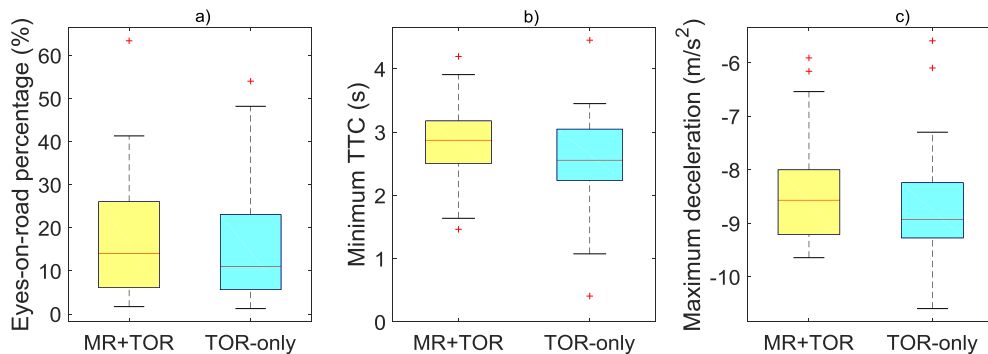 a)
Eyes-on-road percentage (%)
60
50
40
30
20
10
0
MR+TOR
TOR-only
b)
Minimum TTC (s)
4
3
2
1
0
MR+TOR
TOR-only
c)
Maximum deceleration (m/s²)
-6
-7
-8
-9
-10
MR+TOR
TOR-only